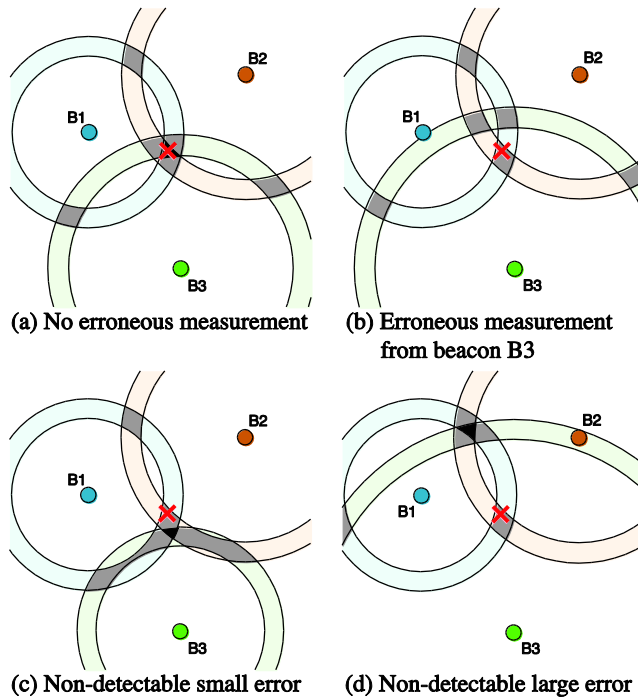 B2
B1
B3
(a) No erroneous measurement
B2
B1
B3
(b) Erroneous measurement
from beacon B3
B2
B1
B3
(c) Non-detectable small error
B2
B1
B3
(d) Non-detectable large error